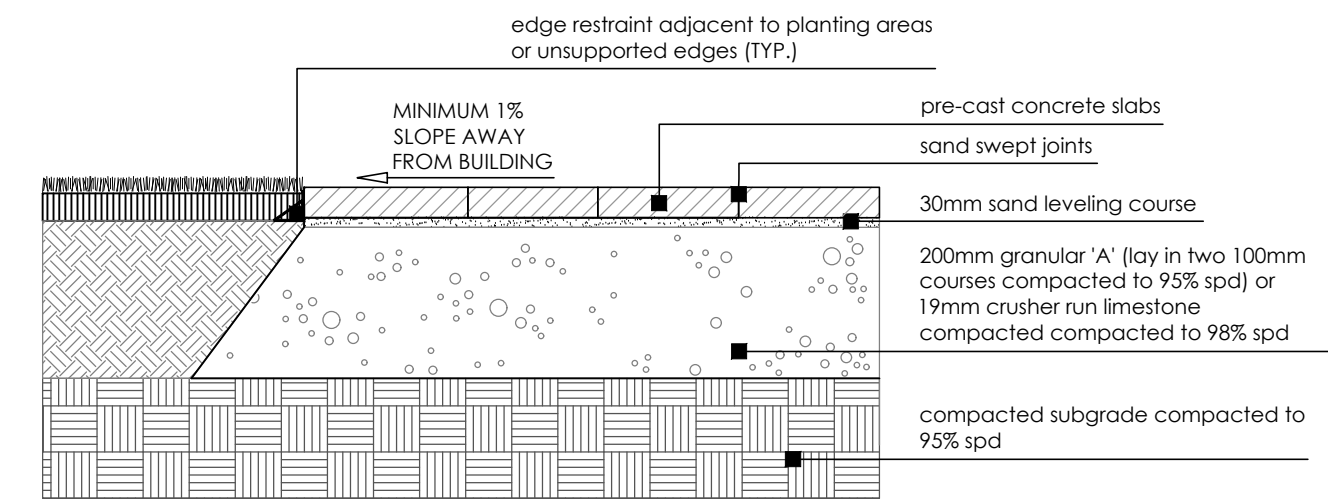 edge restraint adjacent to planting areas
or unsupported edges (TYP.)
MINIMUM 1%
SLOPE AWAY
FROM BUILDING
pre-cast concrete slabs
sand swept joints
30mm sand leveling course
200mm granular 'A' (lay in two 100mm
courses compacted to 95% spd) or
19mm crusher run limestone
compacted compacted to 98% spd
compacted subgrade compacted to
95% spd